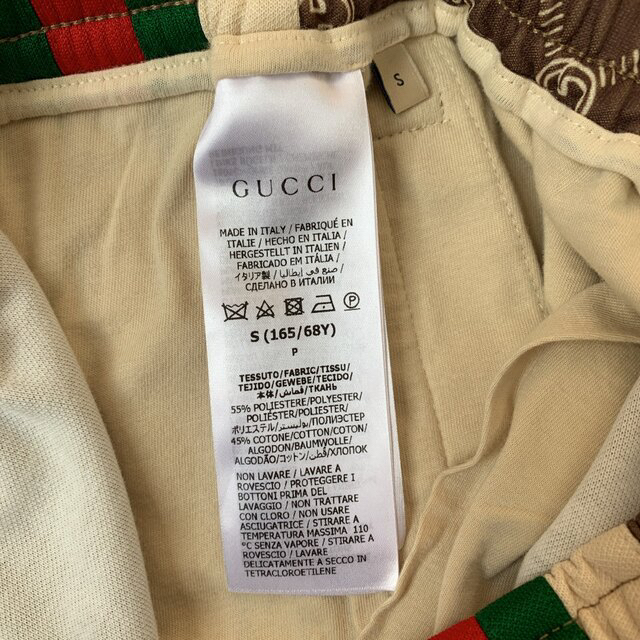 S
GUCCI
MADE IN ITALY / FABRIQUÉ EN
ITALIE / HECHO EN ITALIA /
HERGESTELLT IN ITALIEN /
FABRICADO EM ITÁLIA /
イタリア製 / صنع في إيطاليا /
СДЕЛАНО В ИТАЛИИ
P
S (165/68Y)
P
TESSUTO/FABRIC/TISSU/
TEJIDO/GEWEBE/TECIDO/
本体/قماش/ТКАНЬ
55% POLIESTERE/POLYESTER/
POLIÉSTER/POLIESTER/
ポリエステル/بوليستر/ПОЛИЭСТЕР
45% COTONE/COTTON/COTON/
ALGODON/BAUMWOLLE/
ALGODÃO/コットン/قطن/ХЛОПОК
NON LAVARE / LAVARE A
ROVESCIO / PROTEGGERE I
BOTTONI PRIMA DEL
LAVAGGIO / NON TRATTARE
CON CLORO / NON USARE
ASCIUGATRICE / STIRARE A
TEMPERATURA MASSIMA 110
°C SENZA VAPORE / STIRARE A
ROVESCIO / LAVARE
DELICATAMENTE A SECCO IN
TETRACLOROETILENE